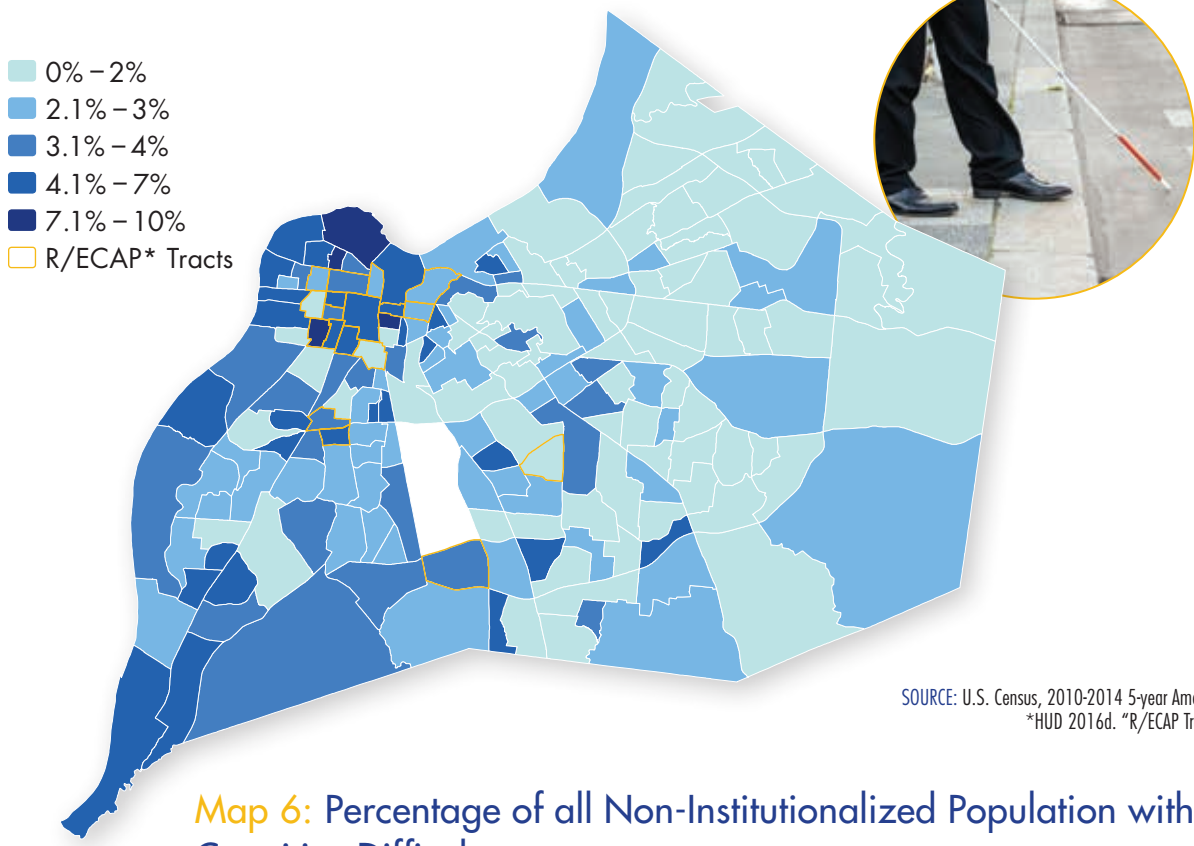 0% – 2%
2.1% – 3%
3.1% – 4%
4.1% – 7%
7.1% – 10%
R/ECAP* Tracts
SOURCE: U.S. Census, 2010-2014 5-year
*HUD 2016d. “R/ECAP
Map 6: Percentage of all Non-Institutionalized Population with